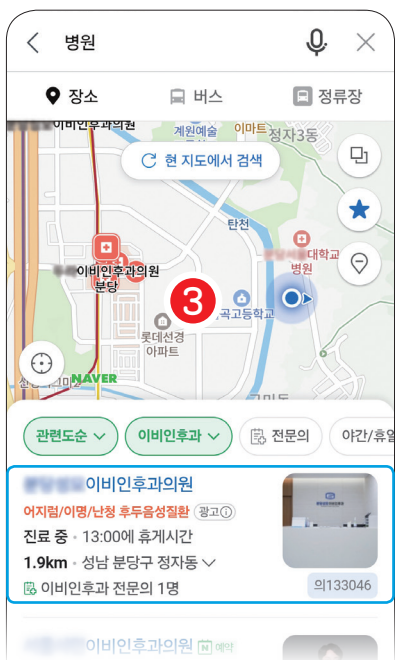 병원
장소
버스
정류장
이비인후과의원
계원예술
이마트
정자3동
현 지도에서 검색
탄천
대학교
병원
이비인후과의원
분당
3
곡고등학교
롯데선경
아파트
NAVER
구미동
관련도순
이비인후과
전문의
야간/휴일
이비인후과의원
어지럼/이명/난청 후두음성질환 광고
진료 중 · 13:00에 휴게시간
1.9km · 성남 분당구 정자동
이비인후과 전문의 1명
의133046
이비인후과의원 N 예약